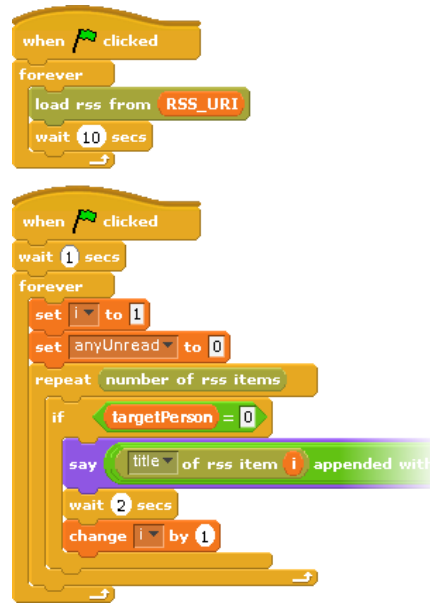 when clicked
forever
load rss from RSS_URI
wait 10 secs
when clicked
wait 1 secs
forever
set i to 1
set anyUnread to 0
repeat number of rss items
if targetPerson = 0
say title of rss item i appended with
wait 2 secs
change i by 1